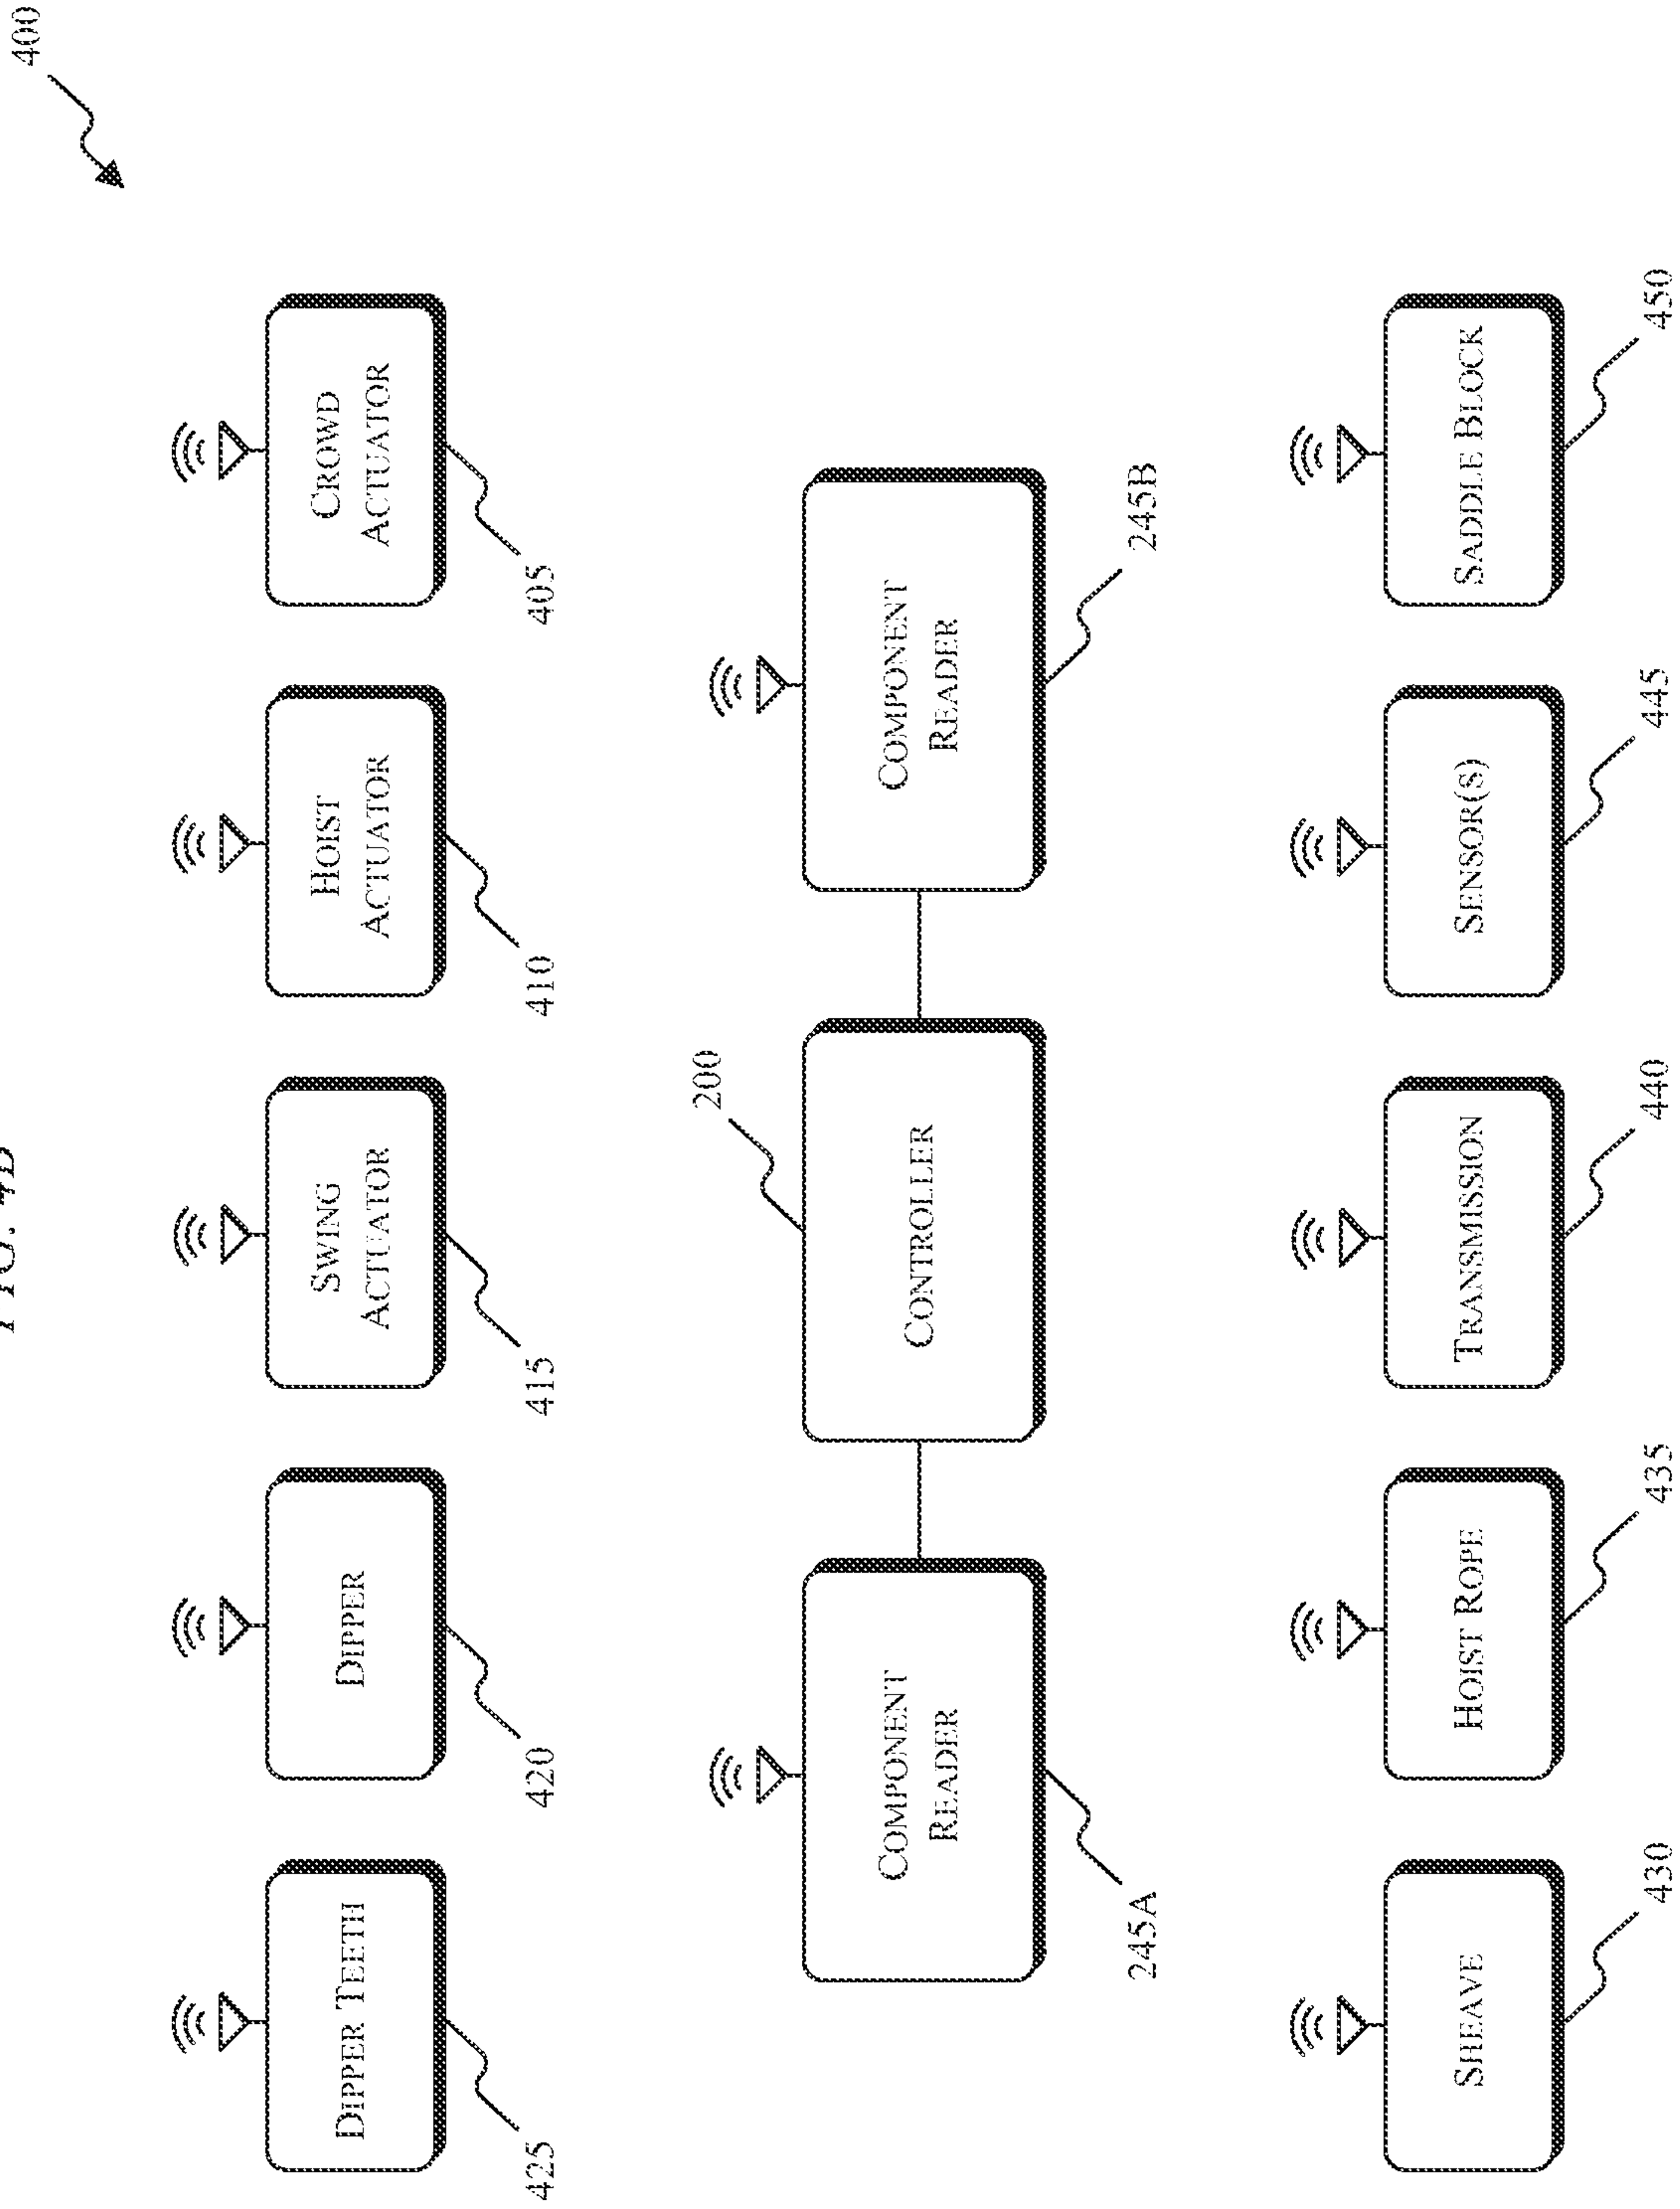 FIG. 4B
400
DIPPER TEETH
425
DIPPER
420
SWING
ACTUATOR
415
HOIST
ACTUATOR
410
CROWD
ACTUATOR
405
COMPONENT
READER
245A
CONTROLLER
200
COMPONENT
READER
245B
SHEAVE
430
HOIST ROPE
435
TRANSMISSION
440
SENSOR(S)
445
SADDLE BLOCK
450